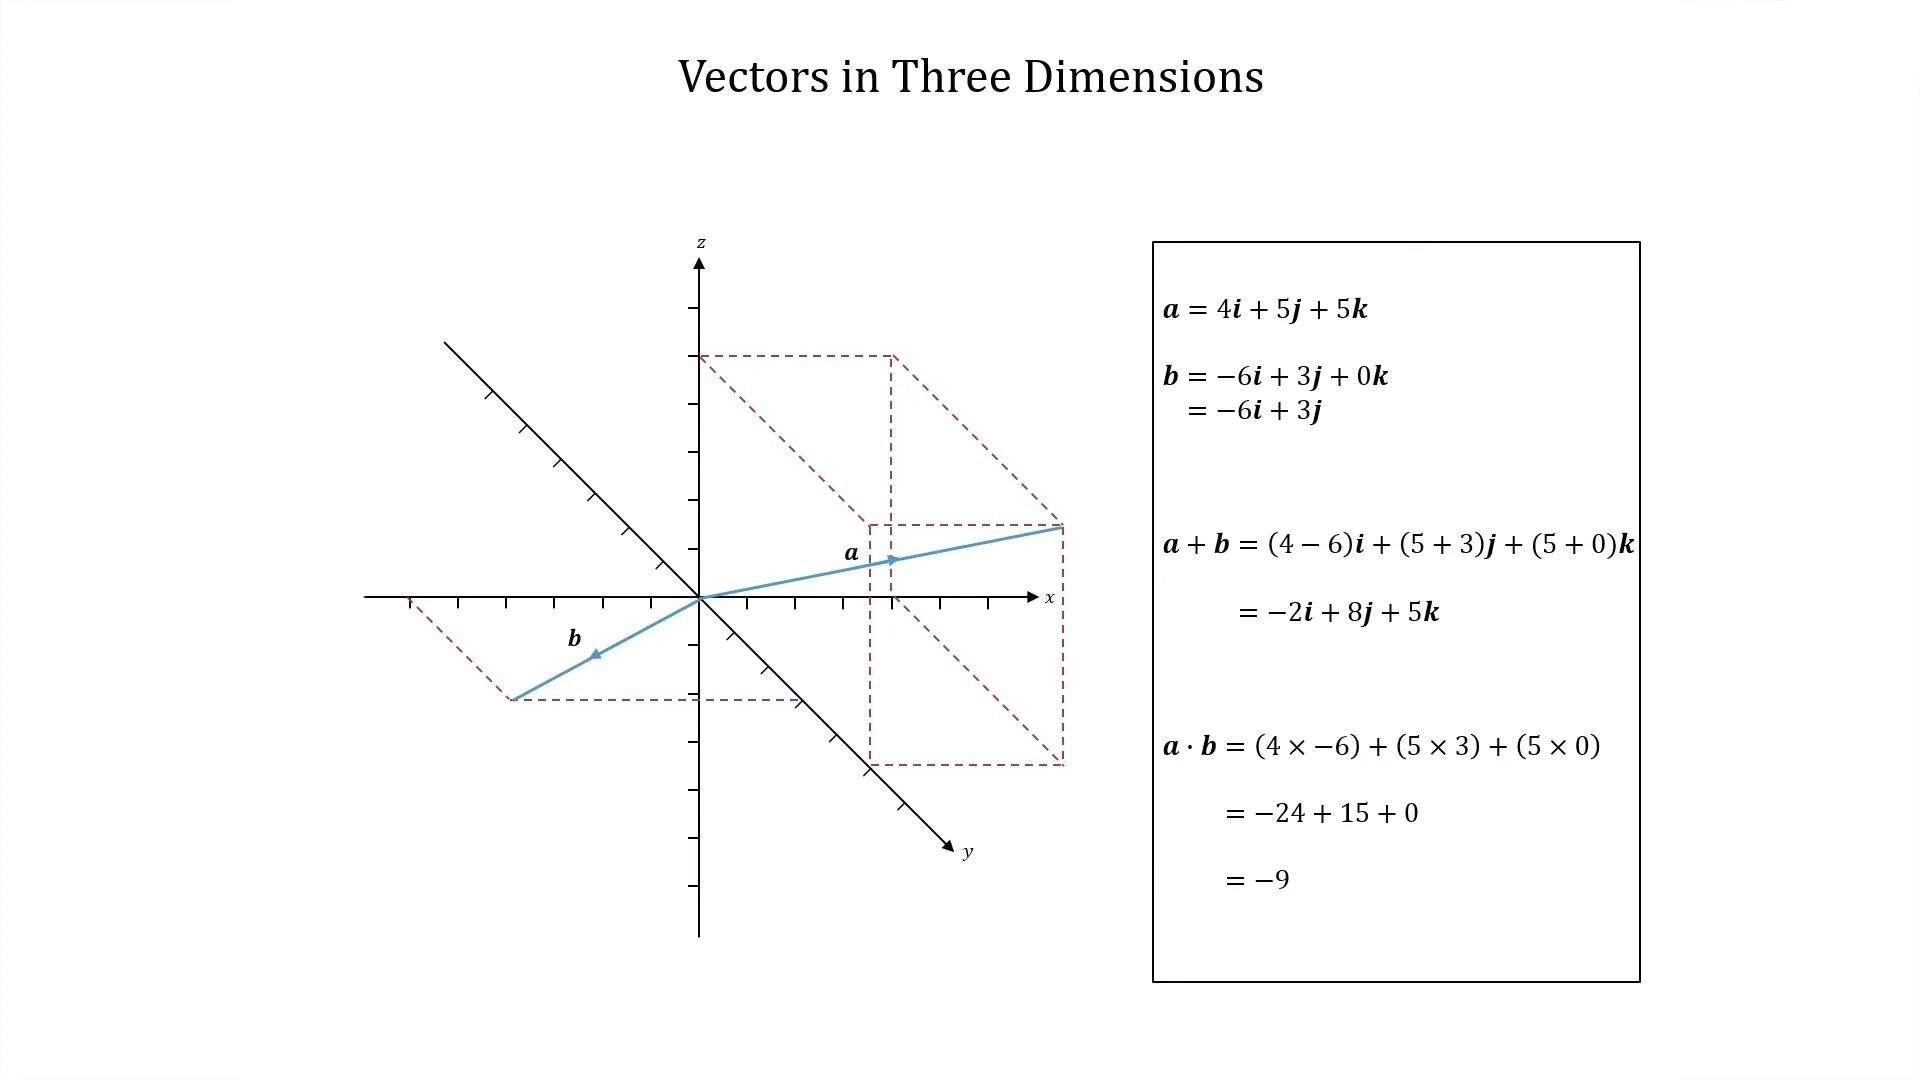 Vectors in Three Dimensions
z
a
x
b
y
a = 4i + 5j + 5k
b = −6i + 3j + 0k
= −6i + 3j
a + b = (4 − 6)i + (5 + 3)j + (5 + 0)k
= −2i + 8j + 5k
a · b = (4 × −6) + (5 × 3) + (5 × 0)
= −24 + 15 + 0
= −9